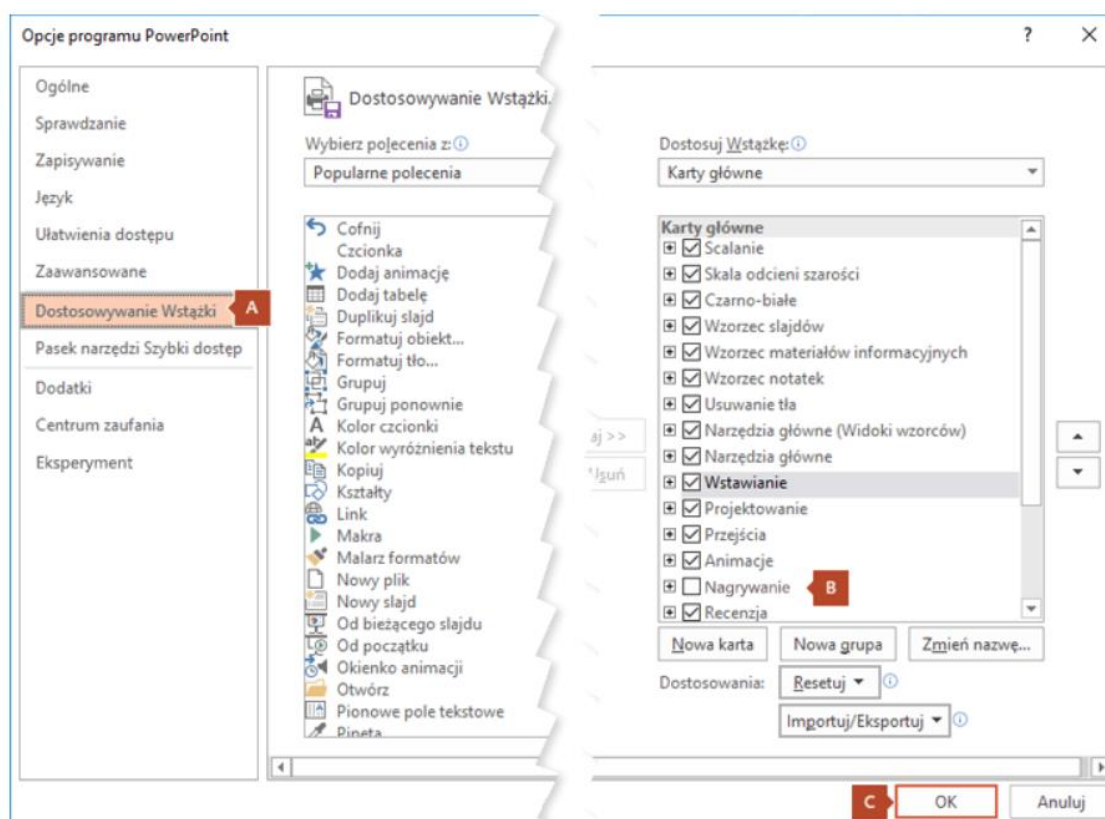 Opcje programu PowerPoint
?
Ogólne
Sprawdzanie
Zapisywanie
Język
Ułatwienia dostępu
Zaawansowane
Dostosowywanie Wstążki
A
Pasek narzędzi Szybki dostęp
Dodatki
Centrum zaufania
Eksperyment
Dostosowywanie Wstążki.
Wybierz polecenia z:
Popularne polecenia
Cofnij
Czcionka
Dodaj animację
Dodaj tabelę
Duplikuj slajd
Formatuj obiekt...
Formatuj tło...
Grupuj
Grupuj ponownie
Kolor czcionki
Kolor wyróżnienia tekstu
Kopiuj
Kształty
Link
Makra
Malarz formatów
Nowy plik
Nowy slajd
Od bieżącego slajdu
Od początku
Okienko animacji
Otwórz
Pionowe pole tekstowe
Pipeta
aj >>
Usuń
Dostosuj Wstążkę:
Karty główne
Karty główne
Scalanie
Skala odcieni szarości
Czarno-białe
Wzorzec slajdów
Wzorzec materiałów informacyjnych
Wzorzec notatek
Usuwanie tła
Narzędzia główne (Widoki wzorców)
Narzędzia główne
Wstawianie
Projektowanie
Przejścia
Animacje
Nagrywanie
B
Recenzja
Nowa karta Nowa grupa Zmień nazwę...
Dostosowania: Resetuj
Importuj/Eksportuj
C OK Anuluj